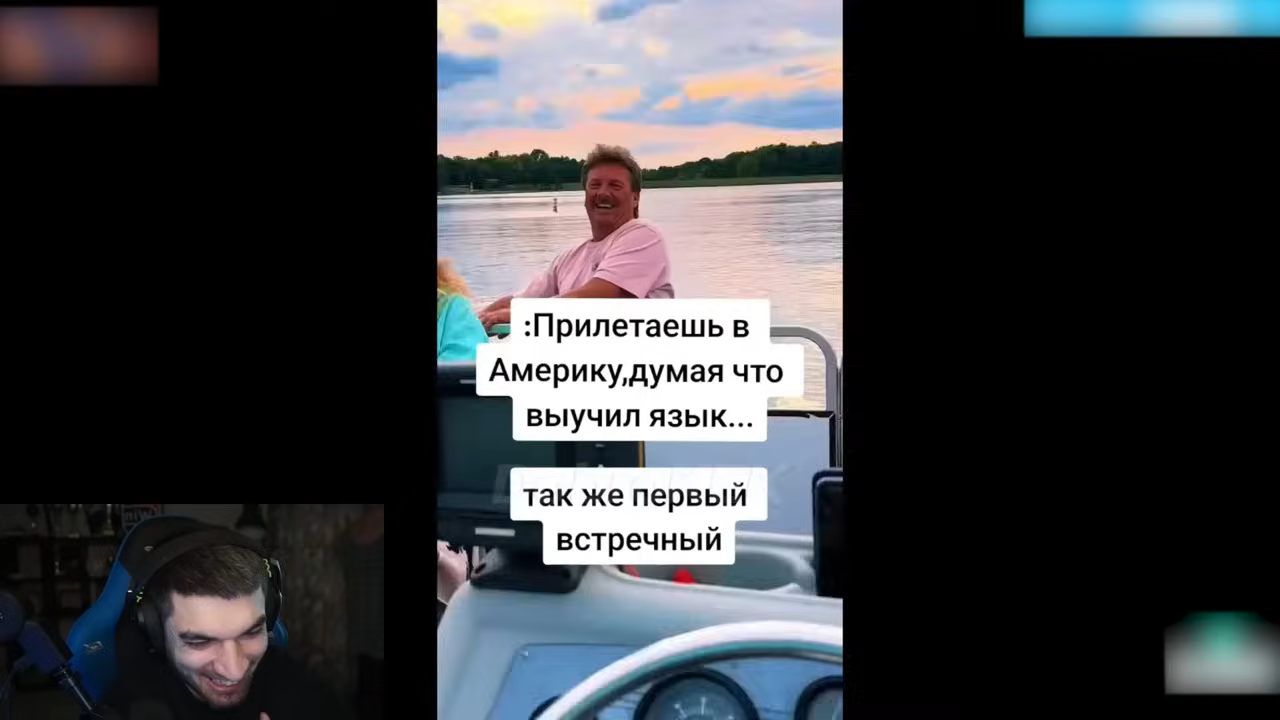 :Прилетаешь в
Америку,думая что
выучил язык...
так же первый
встречный